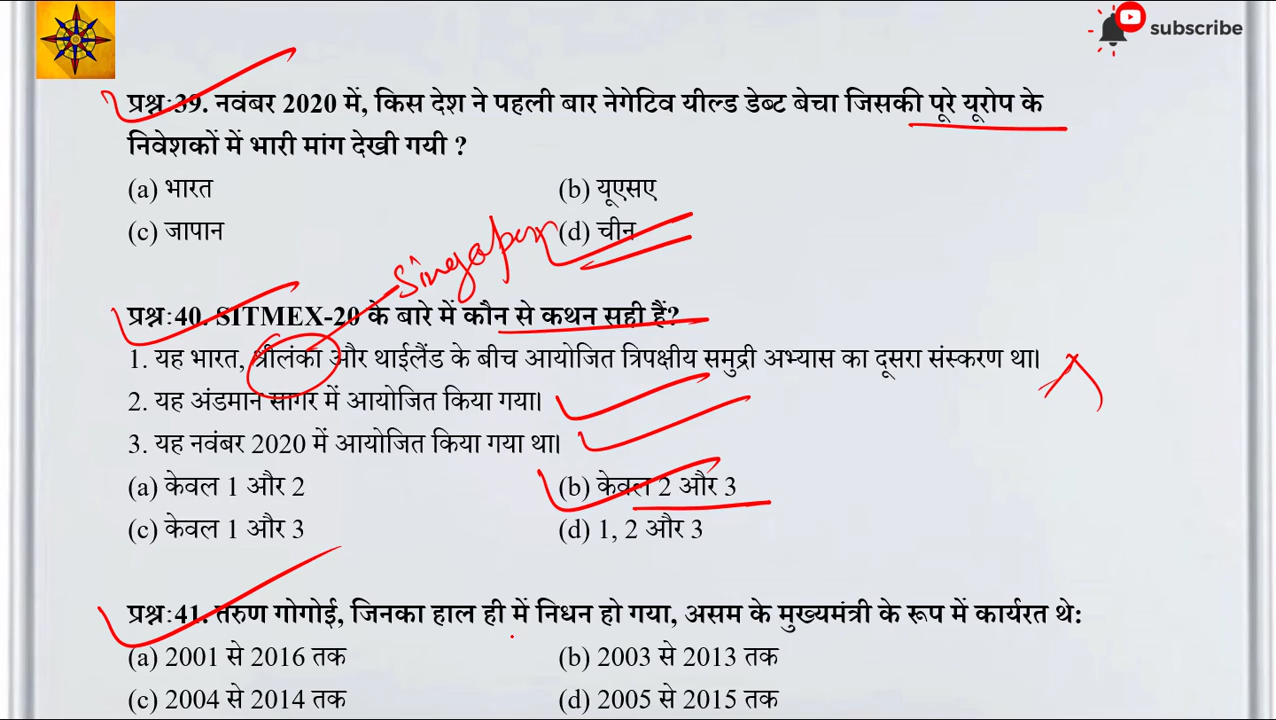 subscribe
प्रश्न:39. नवंबर 2020 में, किस देश ने पहली बार नेगेटिव यील्ड डेब्ट बेचा जिसकी पूरे यूरोप के
निवेशकों में भारी मांग देखी गयी ?
(a) भारत (b) यूएसए
(c) जापान (d) चीन
Singapore
प्रश्न:40. SITMEX-20 के बारे में कौन से कथन सही हैं?
1. यह भारत, श्रीलंका और थाईलैंड के बीच आयोजित त्रिपक्षीय समुद्री अभ्यास का दूसरा संस्करण था।
2. यह अंडमान सागर में आयोजित किया गया।
3. यह नवंबर 2020 में आयोजित किया गया था।
(a) केवल 1 और 2 (b) केवल 2 और 3
(c) केवल 1 और 3 (d) 1, 2 और 3
प्रश्न:41. तरुण गोगोई, जिनका हाल ही में निधन हो गया, असम के मुख्यमंत्री के रूप में कार्यरत थे:
(a) 2001 से 2016 तक (b) 2003 से 2013 तक
(c) 2004 से 2014 तक (d) 2005 से 2015 तक